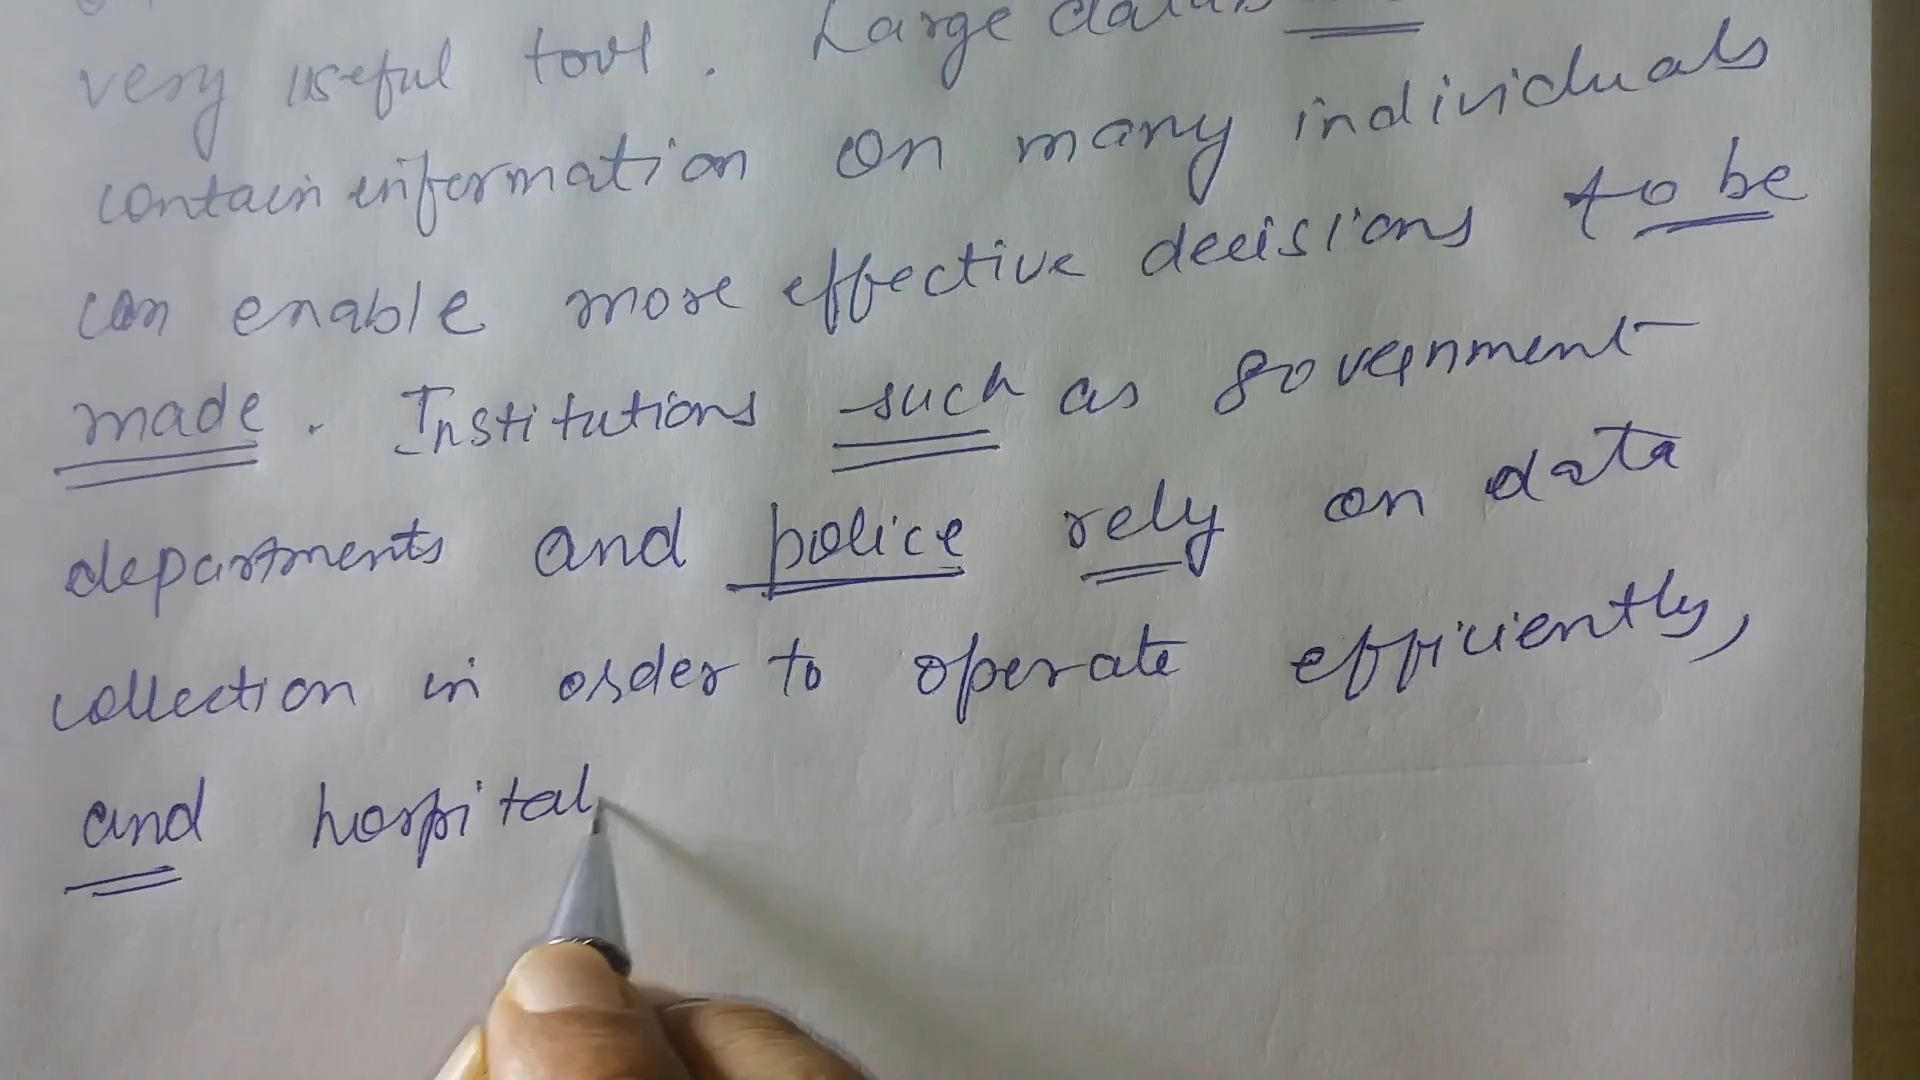 very useful tool. Large
contain information on many individuals
can enable more effective decisions to be
made. Institutions such as government
departments and police rely on data
collection in order to operate efficiently,
and hospital